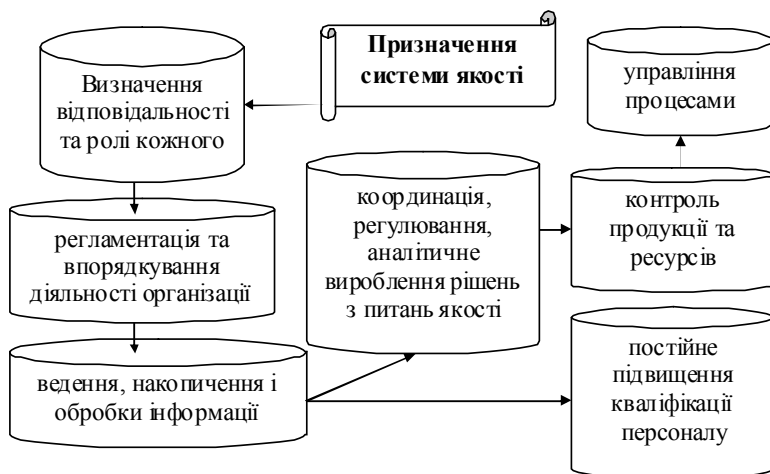 Призначення
системи якості
Визначення
відповідальності
та ролі кожного
регламентація та
впорядкування
діяльності організації
ведення, накопичення і
обробки інформації
координація,
регулювання,
аналітичне
вироблення рішень
з питань якості
управління
процесами
контроль
продукції та
ресурсів
постійне
підвищення
кваліфікації
персоналу